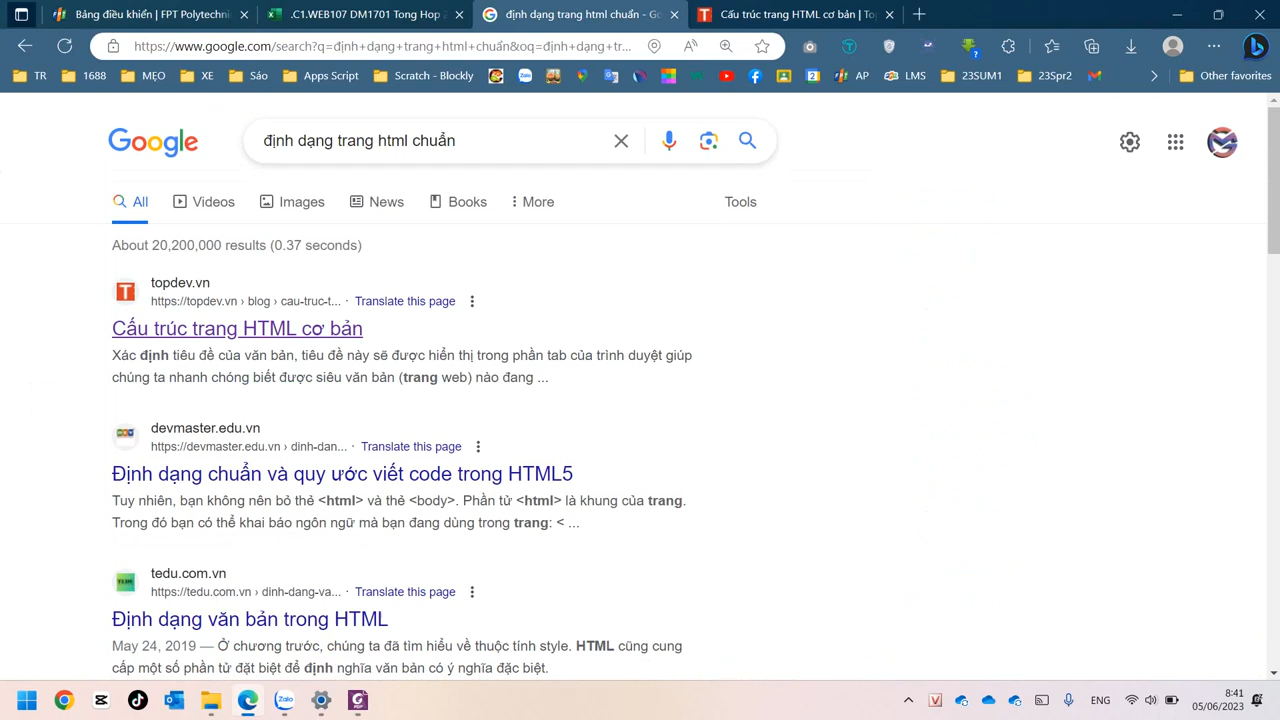 Bảng điều khiển | FPT Polytechni
.C1.WEB107 DM1701 Tong Hop
định dạng trang html chuẩn - Go
Cấu trúc trang HTML cơ bản | Top
https://www.google.com/search?q=định+dạng+trang+html+chuẩn&oq=định+dạng+tr...
TR
1688
MẸO
XE
Sáo
Apps Script
Scratch - Blockly
AP
LMS
23SUM1
23Spr2
Other favorites
Google
định dạng trang html chuẩn
All
Videos
Images
News
Books
More
Tools
About 20,200,000 results (0.37 seconds)
topdev.vn
https://topdev.vn › blog › cau-truc-t... · Translate this page
Cấu trúc trang HTML cơ bản
Xác định tiêu đề của văn bản, tiêu đề này sẽ được hiển thị trong phần tab của trình duyệt giúp
chúng ta nhanh chóng biết được siêu văn bản (trang web) nào đang ...
devmaster.edu.vn
https://devmaster.edu.vn › dinh-dan... · Translate this page
Định dạng chuẩn và quy ước viết code trong HTML5
Tuy nhiên, bạn không nên bỏ thẻ <html> và thẻ <body>. Phần tử <html> là khung của trang.
Trong đó bạn có thể khai báo ngôn ngữ mà bạn đang dùng trong trang: < ...
tedu.com.vn
https://tedu.com.vn › dinh-dang-va... · Translate this page
Định dạng văn bản trong HTML
May 24, 2019 — Ở chương trước, chúng ta đã tìm hiểu về thuộc tính style. HTML cũng cung
cấp một số phần tử đặt biệt để định nghĩa văn bản có ý nghĩa đặc biệt.
ENG
8:41
05/06/2023